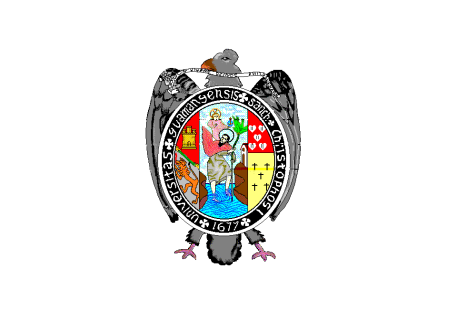 universitas ✤ guamangensis ✤ sancti ✤ christophori ✤ 1677 ✤